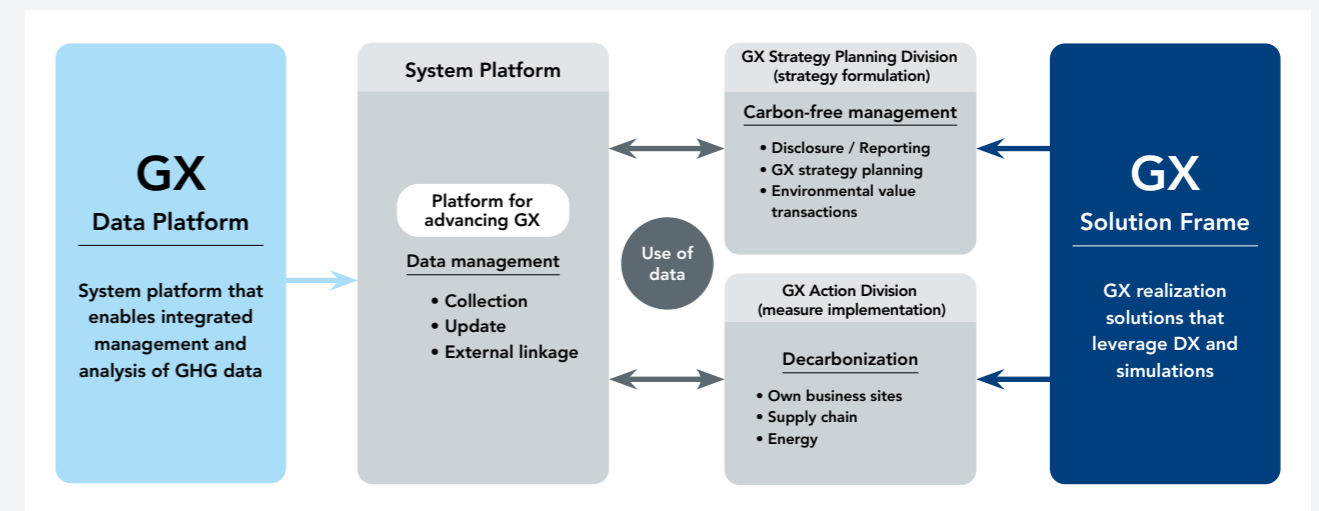 GX
Data Platform
System platform that
enables integrated
management and
analysis of GHG data
System Platform
Platform for
advancing GX
Data management
• Collection
• Update
• External linkage
Use of
data
GX Strategy Planning Division
(strategy formulation)
Carbon-free management
• Disclosure / Reporting
• GX strategy planning
• Environmental value
transactions
GX Action Division
(measure implementation)
Decarbonization
• Own business sites
• Supply chain
• Energy
GX
Solution Frame
GX realization
solutions that
leverage DX and
simulations